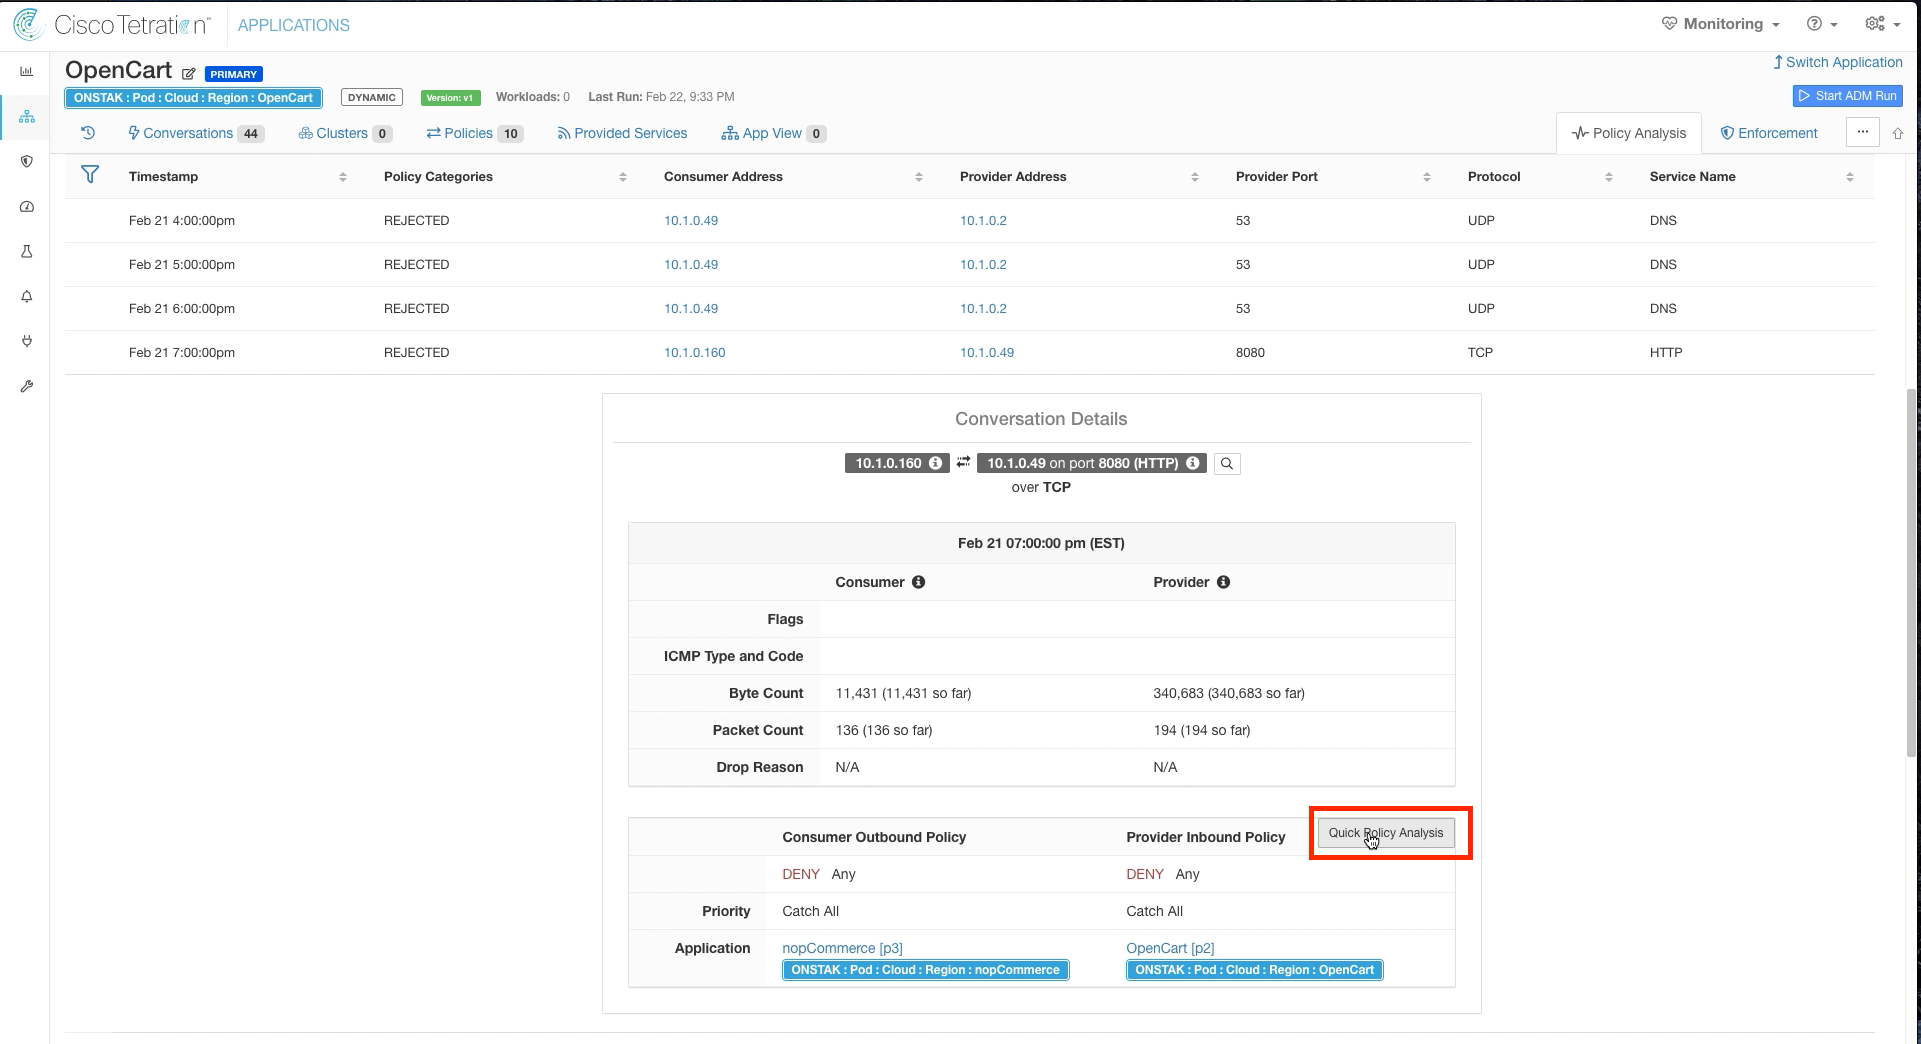 Cisco Tetration™ APPLICATIONS Monitoring
OpenCart PRIMARY Switch Application
ONSTAK : Pod : Cloud : Region : OpenCart DYNAMIC Version: v1 Workloads: 0 Last Run: Feb 22, 9:33 PM Start ADM Run
Conversations 44 Clusters 0 Policies 10 Provided Services App View 0 Policy Analysis Enforcement ...
Timestamp Policy Categories Consumer Address Provider Address Provider Port Protocol Service Name
Feb 21 4:00:00pm REJECTED 10.1.0.49 10.1.0.2 53 UDP DNS
Feb 21 5:00:00pm REJECTED 10.1.0.49 10.1.0.2 53 UDP DNS
Feb 21 6:00:00pm REJECTED 10.1.0.49 10.1.0.2 53 UDP DNS
Feb 21 7:00:00pm REJECTED 10.1.0.160 10.1.0.49 8080 TCP HTTP
Conversation Details
10.1.0.160 10.1.0.49 on port 8080 (HTTP)
over TCP
Feb 21 07:00:00 pm (EST)
Consumer Provider
Flags
ICMP Type and Code
Byte Count 11,431 (11,431 so far) 340,683 (340,683 so far)
Packet Count 136 (136 so far) 194 (194 so far)
Drop Reason N/A N/A
Consumer Outbound Policy Provider Inbound Policy Quick Policy Analysis
DENY Any DENY Any
Priority Catch All Catch All
Application nopCommerce [p3] OpenCart [p2]
ONSTAK : Pod : Cloud : Region : nopCommerce ONSTAK : Pod : Cloud : Region : OpenCart